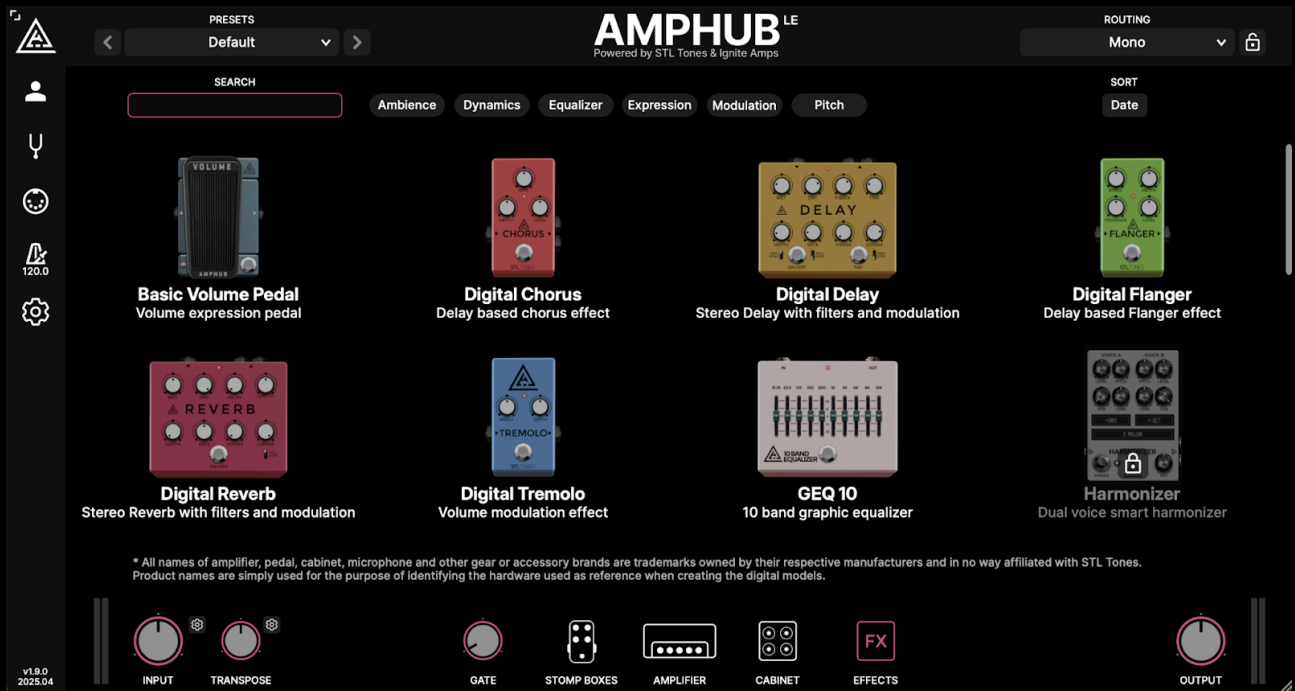 PRESETS
Default
AMPHUB LE
Powered by STL Tones & Ignite Amps
ROUTING
Mono
SEARCH
Ambience
Dynamics
Equalizer
Expression
Modulation
Pitch
SORT
Date
120.0
VOLUME
AMPHUB
Basic Volume Pedal
Volume expression pedal
CHORUS
Digital Chorus
Delay based chorus effect
DELAY
Digital Delay
Stereo Delay with filters and modulation
FLANGER
Digital Flanger
Delay based Flanger effect
REVERB
Digital Reverb
Stereo Reverb with filters and modulation
TREMOLO
Digital Tremolo
Volume modulation effect
IN
OUT
10 BAND
EQUALIZER
GEQ 10
10 band graphic equalizer
VOICE A
VOICE B
Harmonizer
Dual voice smart harmonizer
* All names of amplifier, pedal, cabinet, microphone and other gear or accessory brands are trademarks owned by their respective manufacturers and in no way affiliated with STL Tones.
Product names are simply used for the purpose of identifying the hardware used as reference when creating the digital models.
v1.9.0
2025.04
INPUT
TRANSPOSE
GATE
STOMP BOXES
AMPLIFIER
CABINET
FX
EFFECTS
OUTPUT